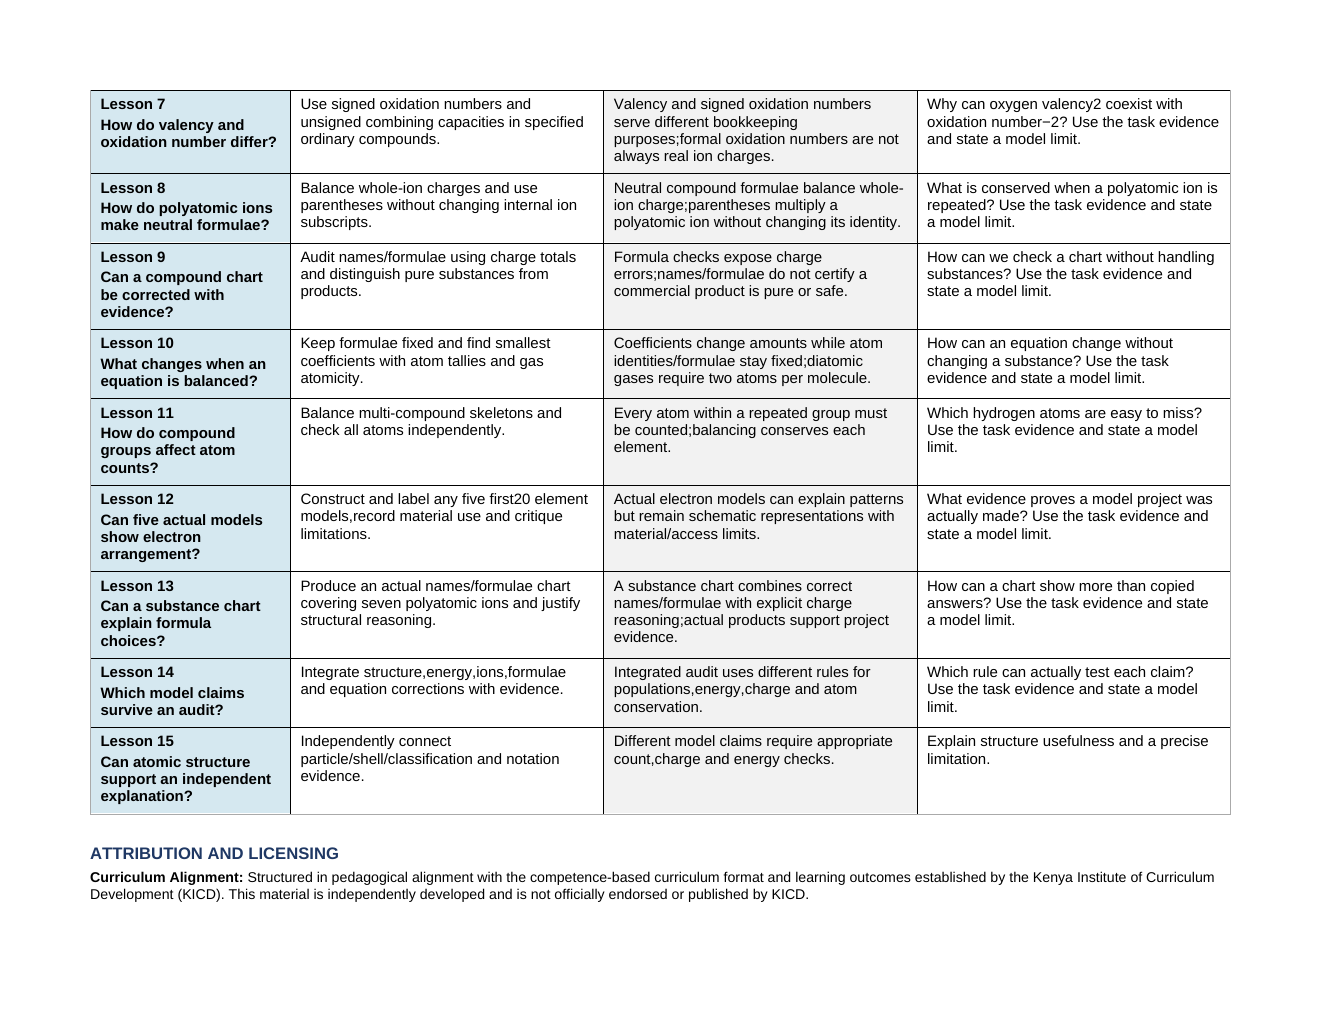 Lesson 7
How do valency and
oxidation number differ?
Use signed oxidation numbers and
unsigned combining capacities in specified
ordinary compounds.
Valency and signed oxidation numbers
serve different bookkeeping
purposes;formal oxidation numbers are not
always real ion charges.
Why can oxygen valency2 coexist with
oxidation number−2? Use the task evidence
and state a model limit.
Lesson 8
How do polyatomic ions
make neutral formulae?
Balance whole-ion charges and use
parentheses without changing internal ion
subscripts.
Neutral compound formulae balance whole-
ion charge;parentheses multiply a
polyatomic ion without changing its identity.
What is conserved when a polyatomic ion is
repeated? Use the task evidence and state
a model limit.
Lesson 9
Can a compound chart
be corrected with
evidence?
Audit names/formulae using charge totals
and distinguish pure substances from
products.
Formula checks expose charge
errors;names/formulae do not certify a
commercial product is pure or safe.
How can we check a chart without handling
substances? Use the task evidence and
state a model limit.
Lesson 10
What changes when an
equation is balanced?
Keep formulae fixed and find smallest
coefficients with atom tallies and gas
atomicity.
Coefficients change amounts while atom
identities/formulae stay fixed;diatomic
gases require two atoms per molecule.
How can an equation change without
changing a substance? Use the task
evidence and state a model limit.
Lesson 11
How do compound
groups affect atom
counts?
Balance multi-compound skeletons and
check all atoms independently.
Every atom within a repeated group must
be counted;balancing conserves each
element.
Which hydrogen atoms are easy to miss?
Use the task evidence and state a model
limit.
Lesson 12
Can five actual models
show electron
arrangement?
Construct and label any five first20 element
models,record material use and critique
limitations.
Actual electron models can explain patterns
but remain schematic representations with
material/access limits.
What evidence proves a model project was
actually made? Use the task evidence and
state a model limit.
Lesson 13
Can a substance chart
explain formula
choices?
Produce an actual names/formulae chart
covering seven polyatomic ions and justify
structural reasoning.
A substance chart combines correct
names/formulae with explicit charge
reasoning;actual products support project
evidence.
How can a chart show more than copied
answers? Use the task evidence and state
a model limit.
Lesson 14
Which model claims
survive an audit?
Integrate structure,energy,ions,formulae
and equation corrections with evidence.
Integrated audit uses different rules for
populations,energy,charge and atom
conservation.
Which rule can actually test each claim?
Use the task evidence and state a model
limit.
Lesson 15
Can atomic structure
support an independent
explanation?
Independently connect
particle/shell/classification and notation
evidence.
Different model claims require appropriate
count,charge and energy checks.
Explain structure usefulness and a precise
limitation.
ATTRIBUTION AND LICENSING
Curriculum Alignment: Structured in pedagogical alignment with the competence-based curriculum format and learning outcomes established by the Kenya Institute of Curriculum
Development (KICD). This material is independently developed and is not officially endorsed or published by KICD.